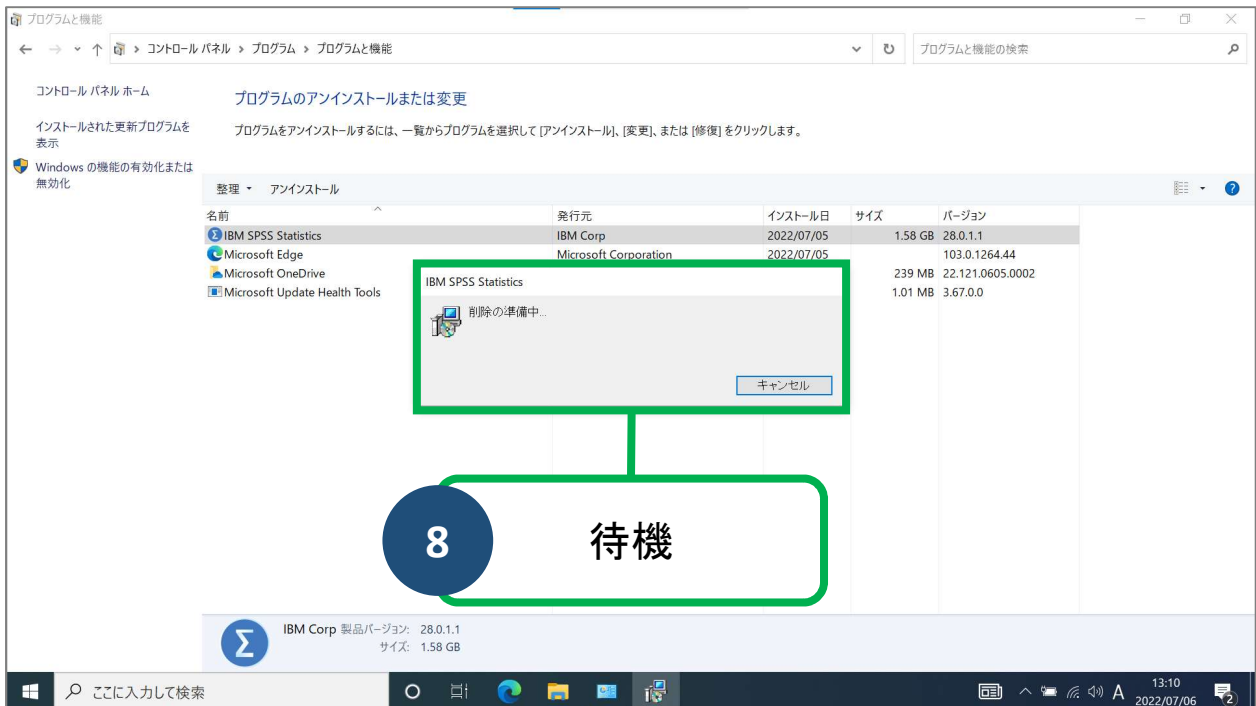 プログラムと機能
コントロール パネル > プログラム > プログラムと機能
プログラムと機能の検索
コントロール パネル ホーム
インストールされた更新プログラムを
表示
Windows の機能の有効化または
無効化
プログラムのアンインストールまたは変更
プログラムをアンインストールするには、一覧からプログラムを選択して [アンインストール]、[変更]、または [修復] をクリックします。
整理 アンインストール
名前 発行元 インストール日 サイズ バージョン
IBM SPSS Statistics IBM Corp 2022/07/05 1.58 GB 28.0.1.1
Microsoft Edge Microsoft Corporation 2022/07/05 103.0.1264.44
Microsoft OneDrive 239 MB 22.121.0605.0002
Microsoft Update Health Tools 1.01 MB 3.67.0.0
IBM SPSS Statistics
削除の準備中...
キャンセル
8 待機
IBM Corp 製品バージョン: 28.0.1.1
サイズ: 1.58 GB
ここに入力して検索
A
13:10
2022/07/06
2